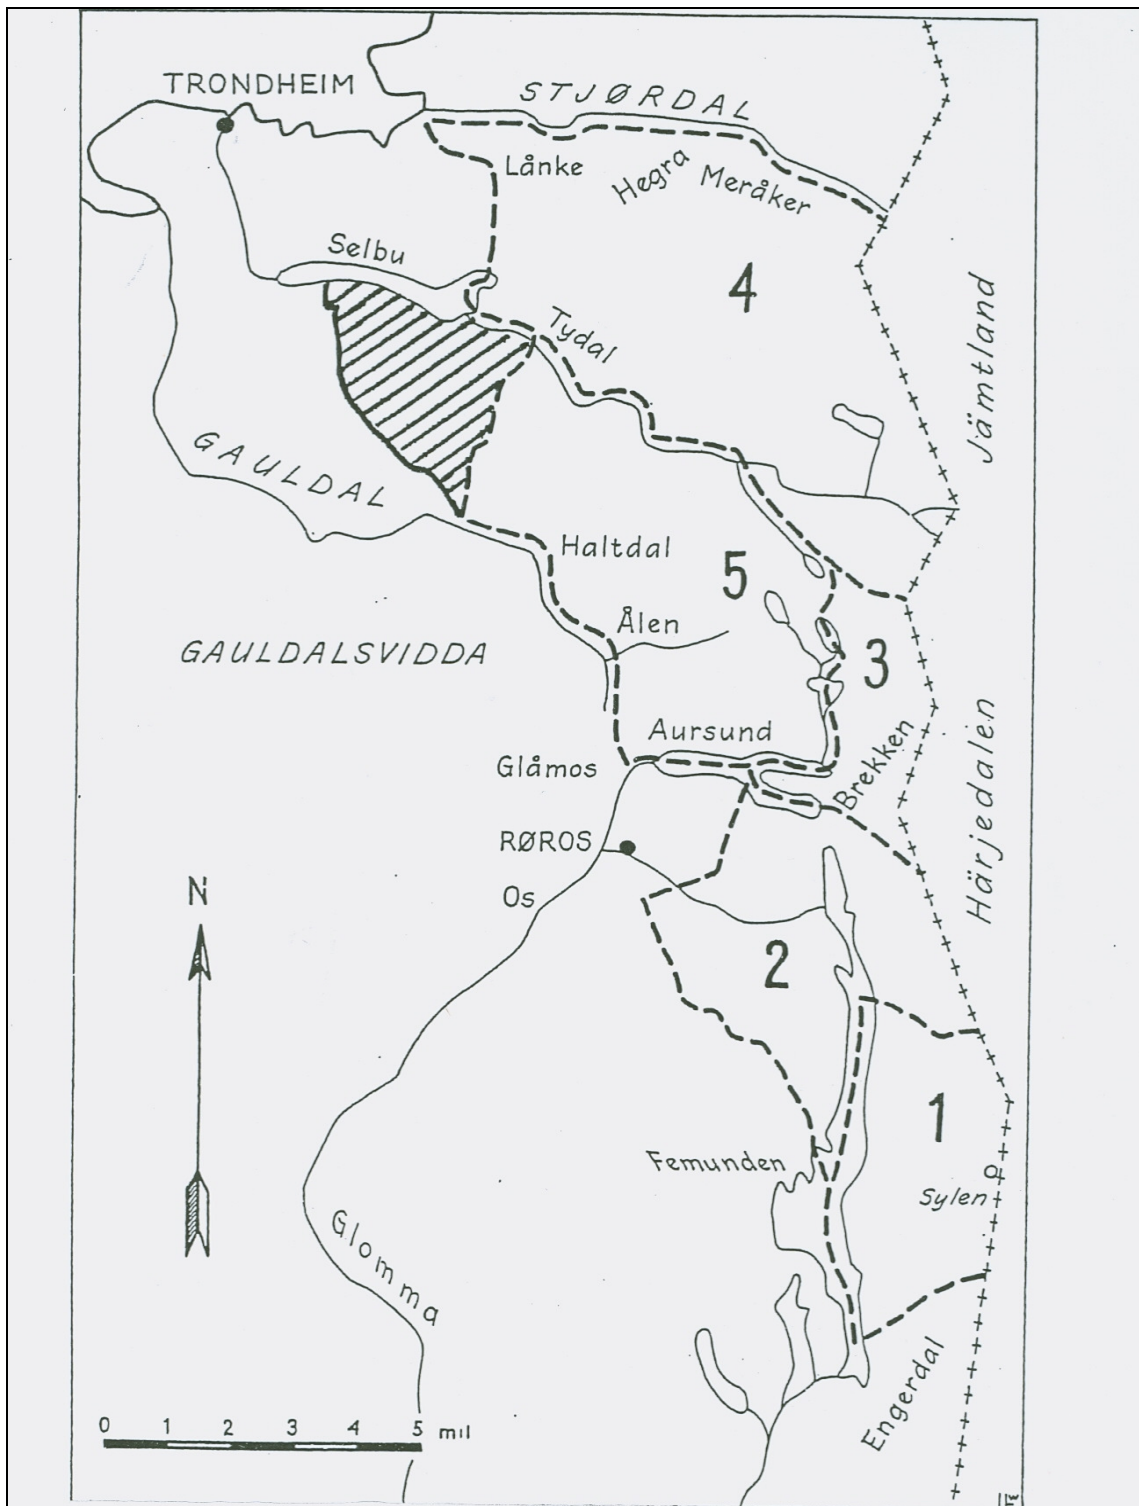 TRONDHEIM
STJØRDAL
Lånke
Hegra
Meråker
Selbu
4
Tydal
Jämtland
GAULDAL
Haltdal
5
Ålen
GAULDALSVIDDA
3
Aursund
Glåmos
Brekken
Härjedalen
RØROS
N
Os
2
1
Femunden
Sylen
Glomma
Engerdal
0 1 2 3 4 5 mil